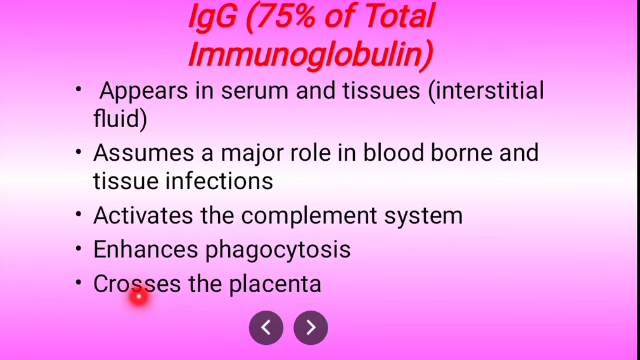 IgG (75% of Total
Immunoglobulin)
• Appears in serum and tissues (interstitial
fluid)
• Assumes a major role in blood borne and
tissue infections
• Activates the complement system
• Enhances phagocytosis
• Crosses the placenta